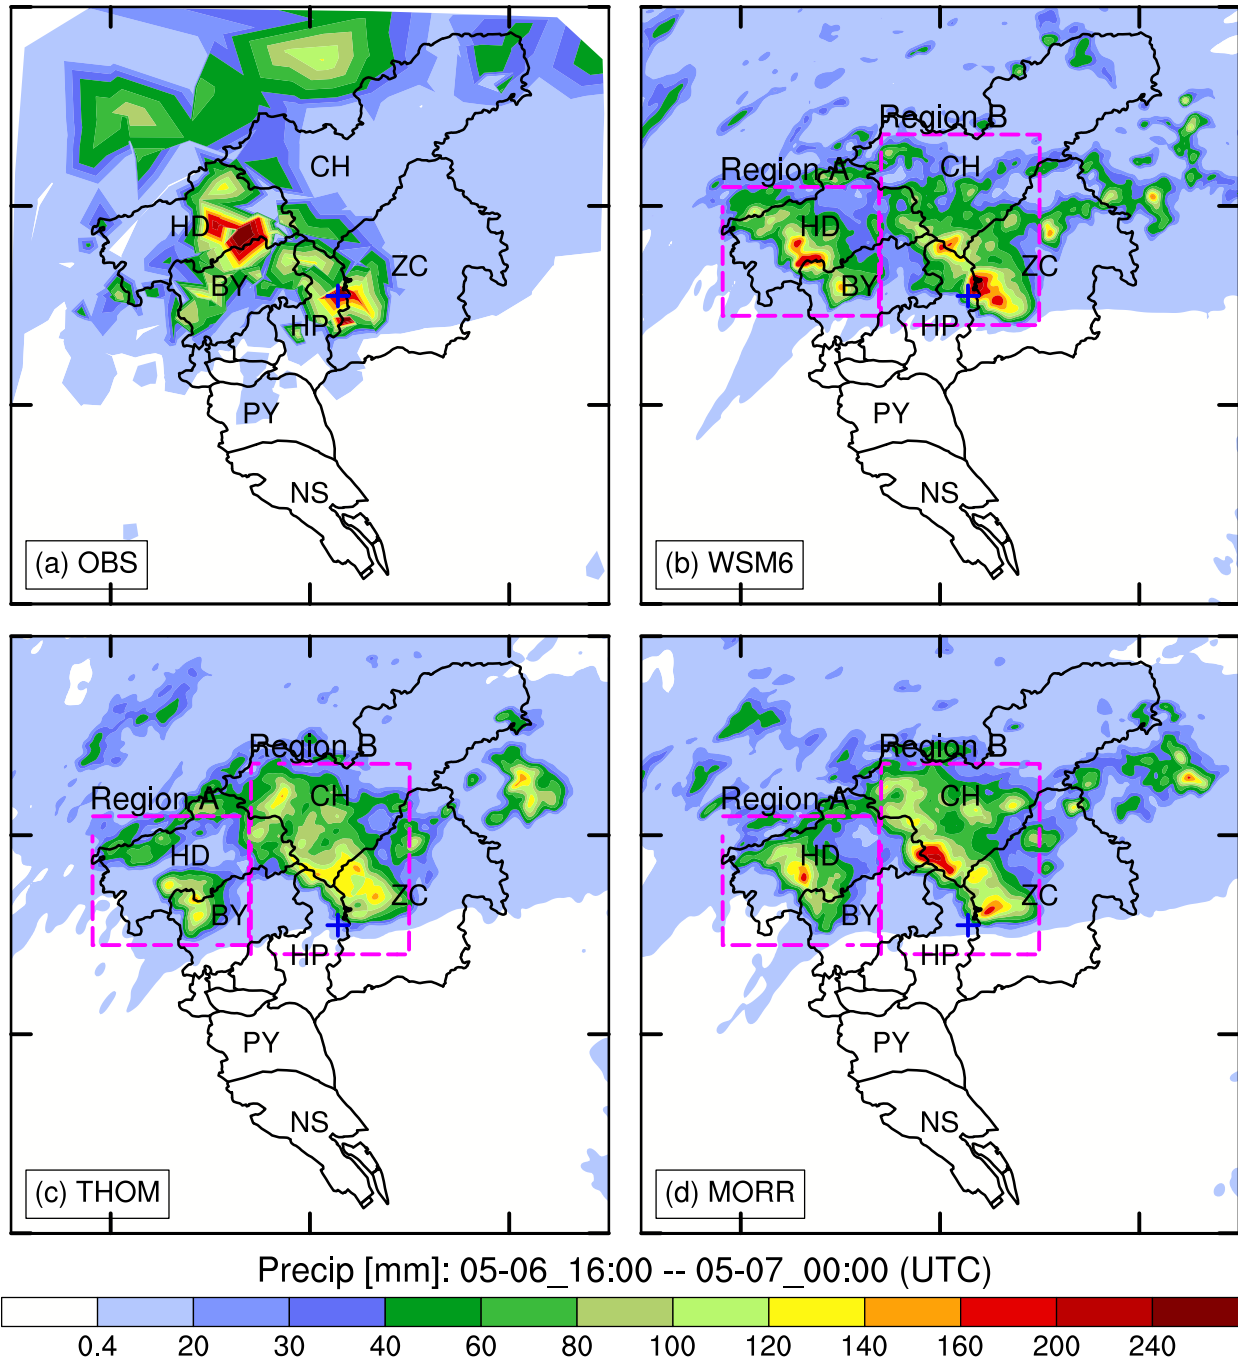 CH
HD
BY
ZC
HP
PY
NS
(a) OBS
Region B
CH
Region A
HD
BY
ZC
HP
PY
NS
(b) WSM6
Region B
CH
Region A
HD
BY
ZC
HP
PY
NS
(c) THOM
Region B
CH
Region A
HD
BY
ZC
HP
PY
NS
(d) MORR
Precip [mm]: 05-06_16:00 -- 05-07_00:00 (UTC)
0.4 20 30 40 60 80 100 120 140 160 200 240